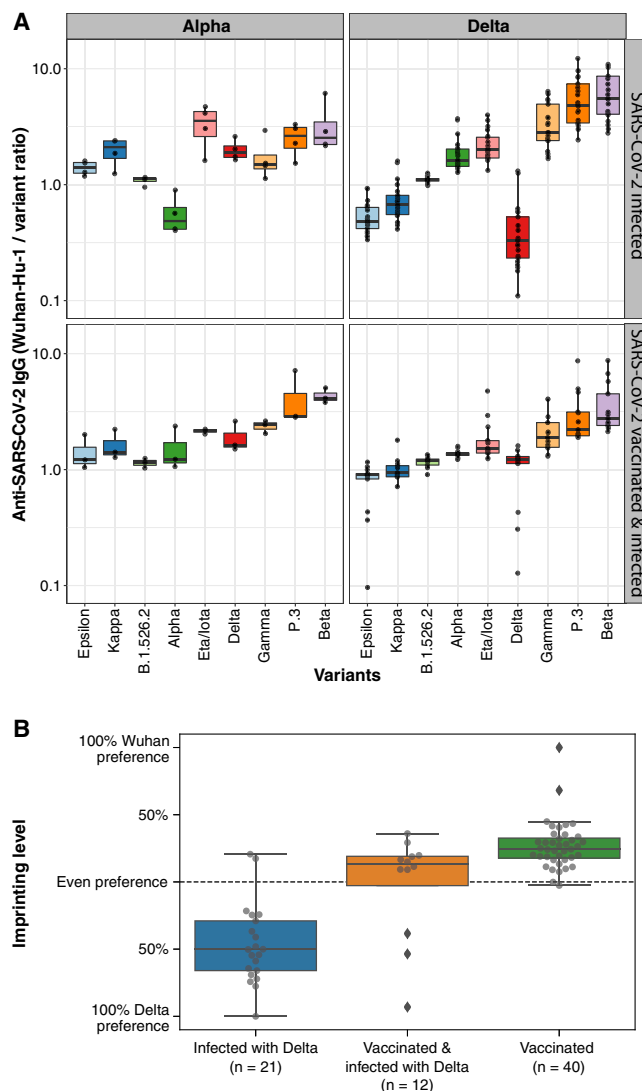 A
Alpha
Delta
Anti-SARS-CoV-2 IgG (Wuhan-Hu-1 / variant ratio)
10.0
1.0
0.1
SARS-CoV-2 infected
10.0
1.0
0.1
SARS-CoV-2 vaccinated & infected
Epsilon
Kappa
B.1.526.2
Alpha
Eta/Iota
Delta
Gamma
P.3
Beta
Epsilon
Kappa
B.1.526.2
Alpha
Eta/Iota
Delta
Gamma
P.3
Beta
Variants
B
Imprinting level
100% Wuhan
preference
50%
Even preference
50%
100% Delta
preference
Infected with Delta
(n = 21)
Vaccinated &
infected with Delta
(n = 12)
Vaccinated
(n = 40)